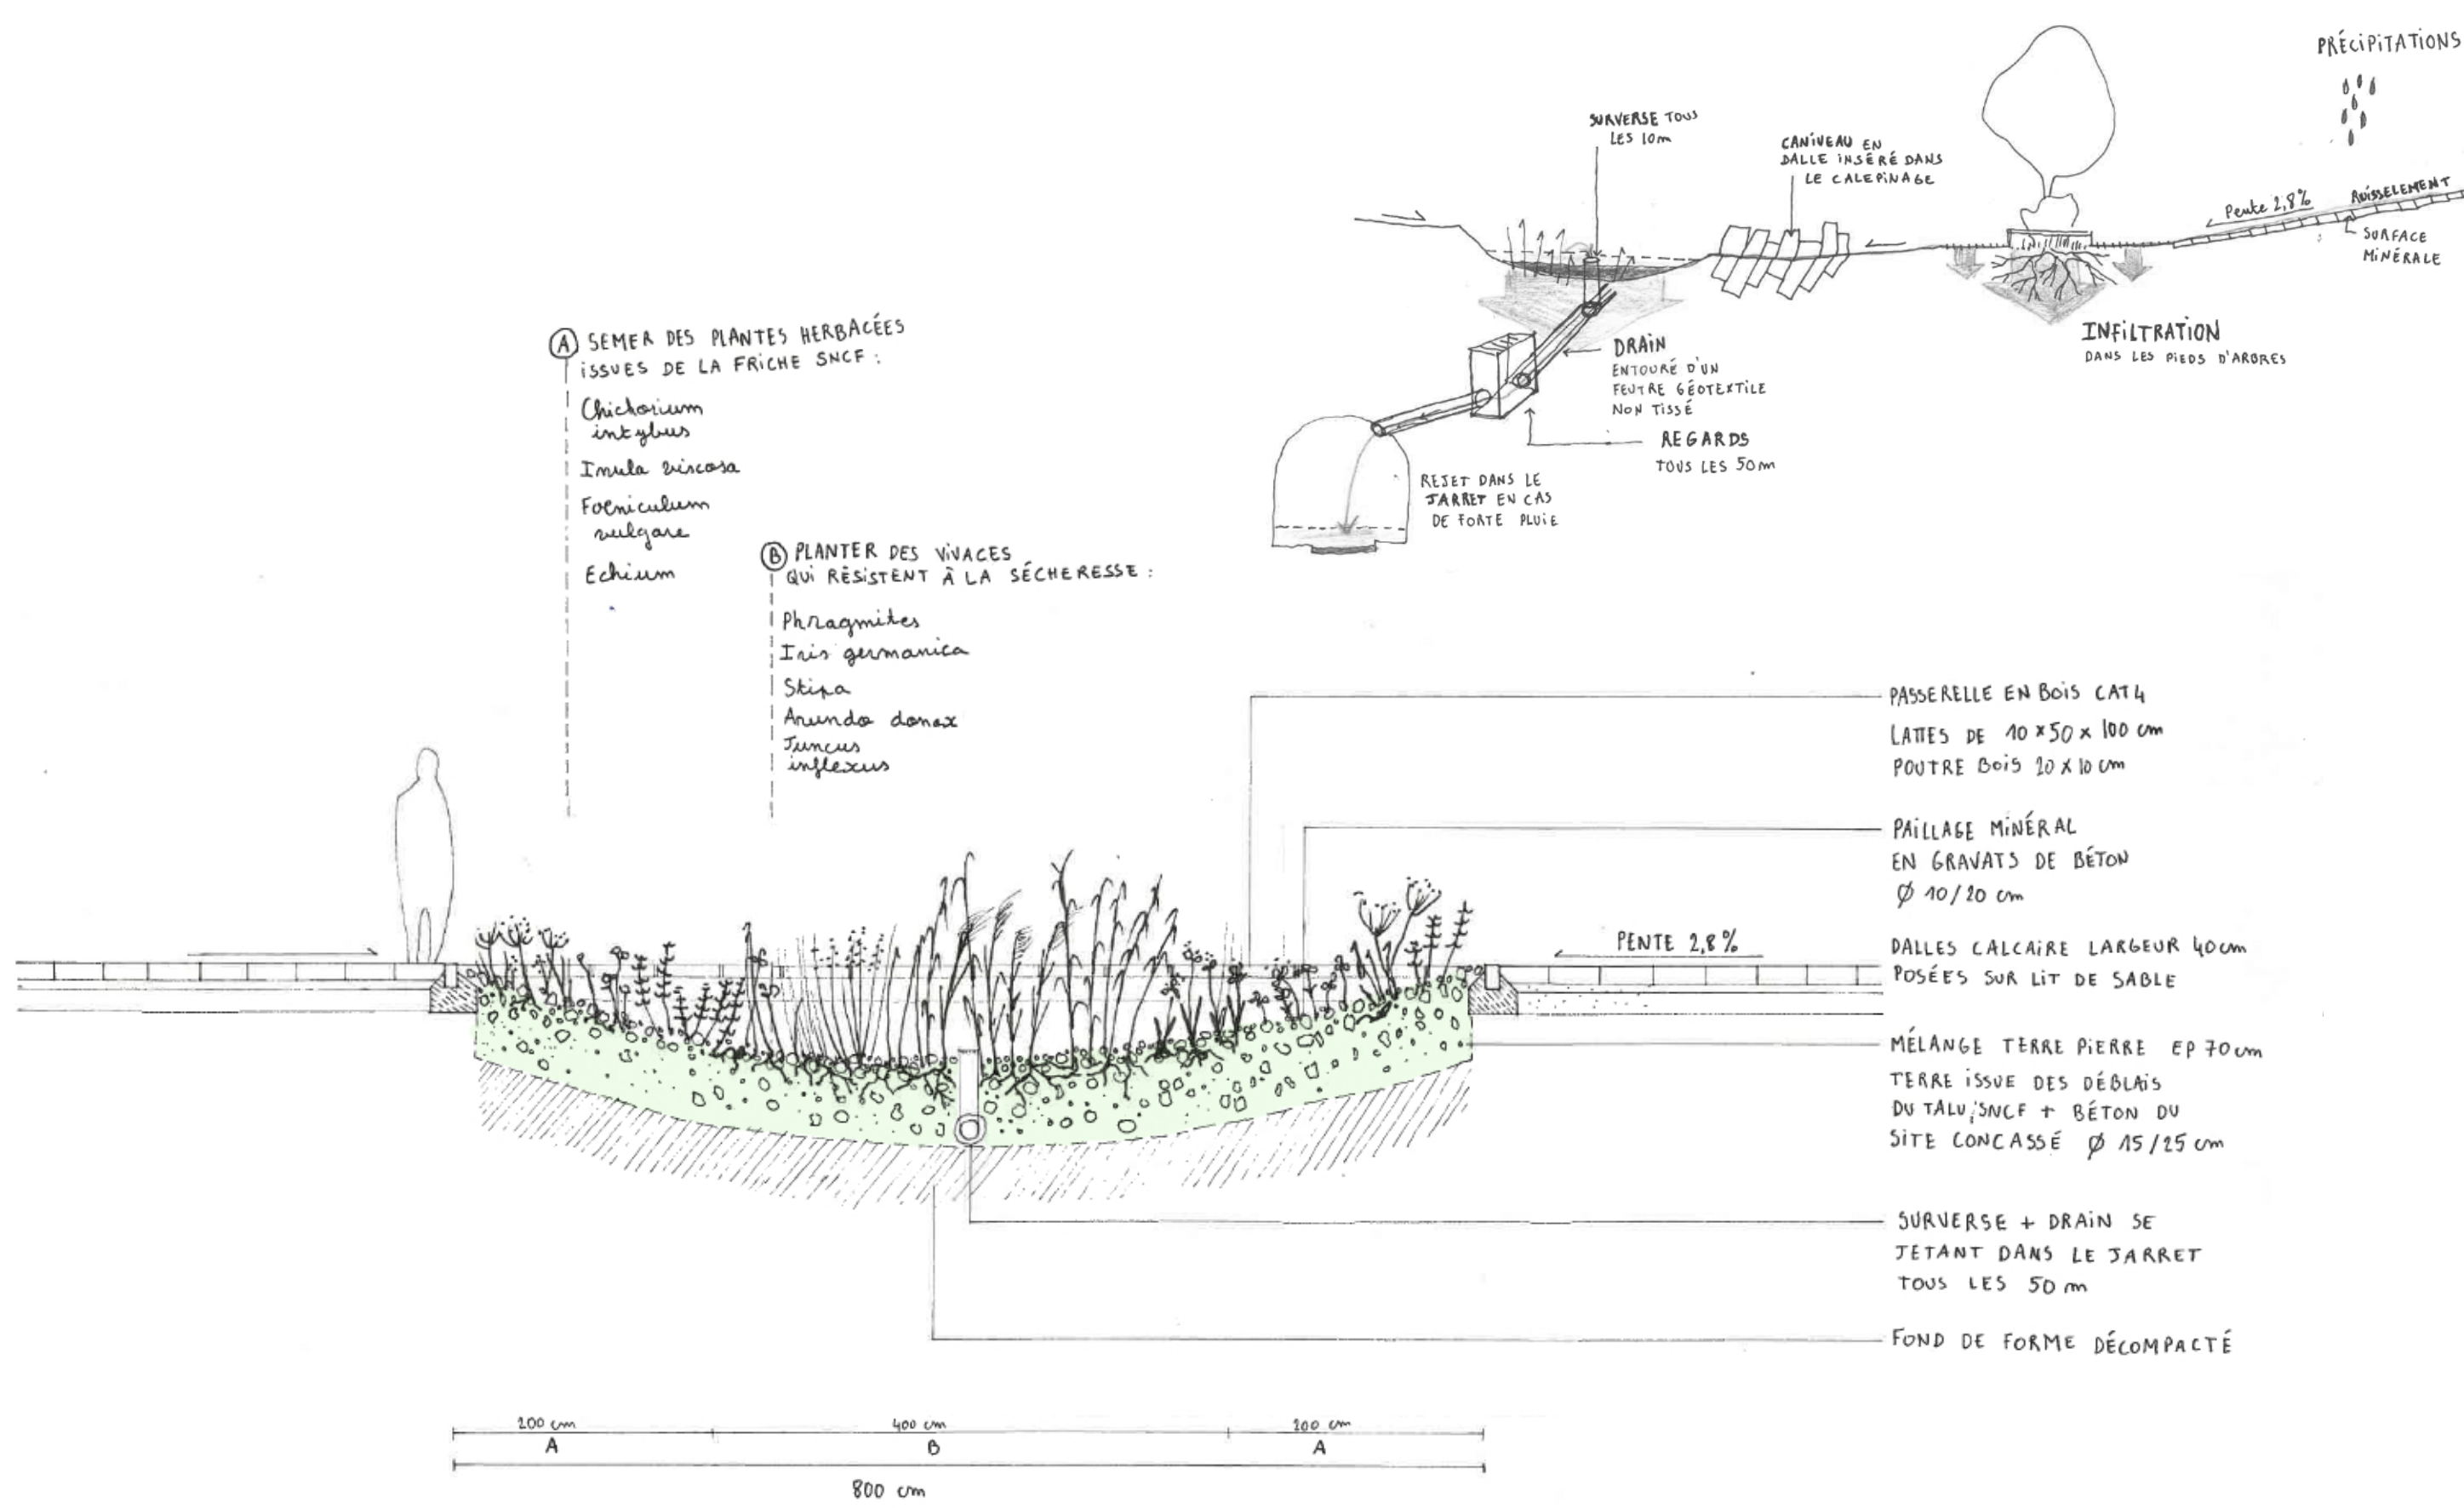 PRÉCIPITATIONS
SURVERSE TOUS
LES 10m
CANIVEAU EN
DALLE INSÉRÉ DANS
LE CALEPINAGE
Pente 2,8%
RUISSELEMENT
SURFACE
MINÉRALE
INFILTRATION
DANS LES PIEDS D'ARBRES
DRAIN
ENTOURÉ D'UN
FEUTRE GÉOTEXTILE
NON TISSÉ
REGARDS
TOUS LES 50m
REJET DANS LE
JARRET EN CAS
DE FORTE PLUIE
A SEMER DES PLANTES HERBACÉES
ISSUES DE LA FRICHE SNCF :
Chichorium
intybus
Inula viscosa
Foeniculum
vulgare
Echium
B PLANTER DES VIVACES
QUI RÉSISTENT À LA SÉCHERESSE :
Phragmites
Iris germanica
Stipa
Arundo donax
Juncus
inflexus
PASSERELLE EN BOIS CAT4
LATTES DE 10 x 50 x 100 cm
POUTRE BOIS 20 X 10 cm
PAILLAGE MINÉRAL
EN GRAVATS DE BÉTON
Ø 10/20 cm
PENTE 2,8%
DALLES CALCAIRE LARGEUR 40cm
POSÉES SUR LIT DE SABLE
MÉLANGE TERRE PIERRE EP 70cm
TERRE ISSUE DES DÉBLAIS
DU TALUS SNCF + BÉTON DU
SITE CONCASSÉ Ø 15/25 cm
SURVERSE + DRAIN SE
JETANT DANS LE JARRET
TOUS LES 50 m
FOND DE FORME DÉCOMPACTÉ
200 cm 400 cm 200 cm
A B A
800 cm